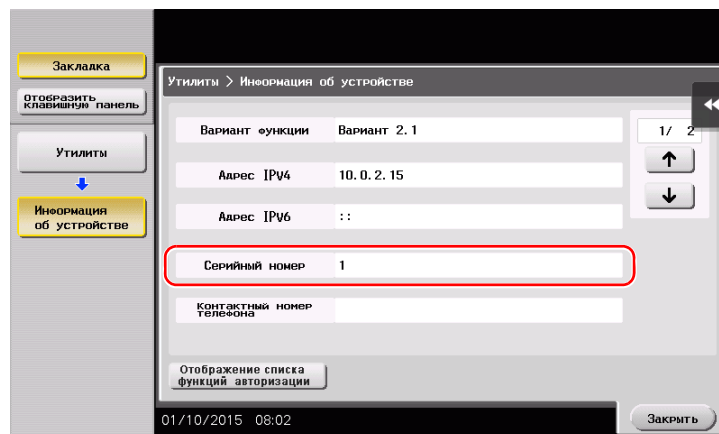 Закладка
Отобразить
клавишную панель
Утилиты
Информация
об устройстве
Утилиты > Информация об устройстве
Вариант функции Вариант 2.1
Адрес IPv4 10.0.2.15
Адрес IPv6 ::
Серийный номер 1
Контактный номер
телефона
1/ 2
Отображение списка
функций авторизации
01/10/2015 08:02
Закрыть